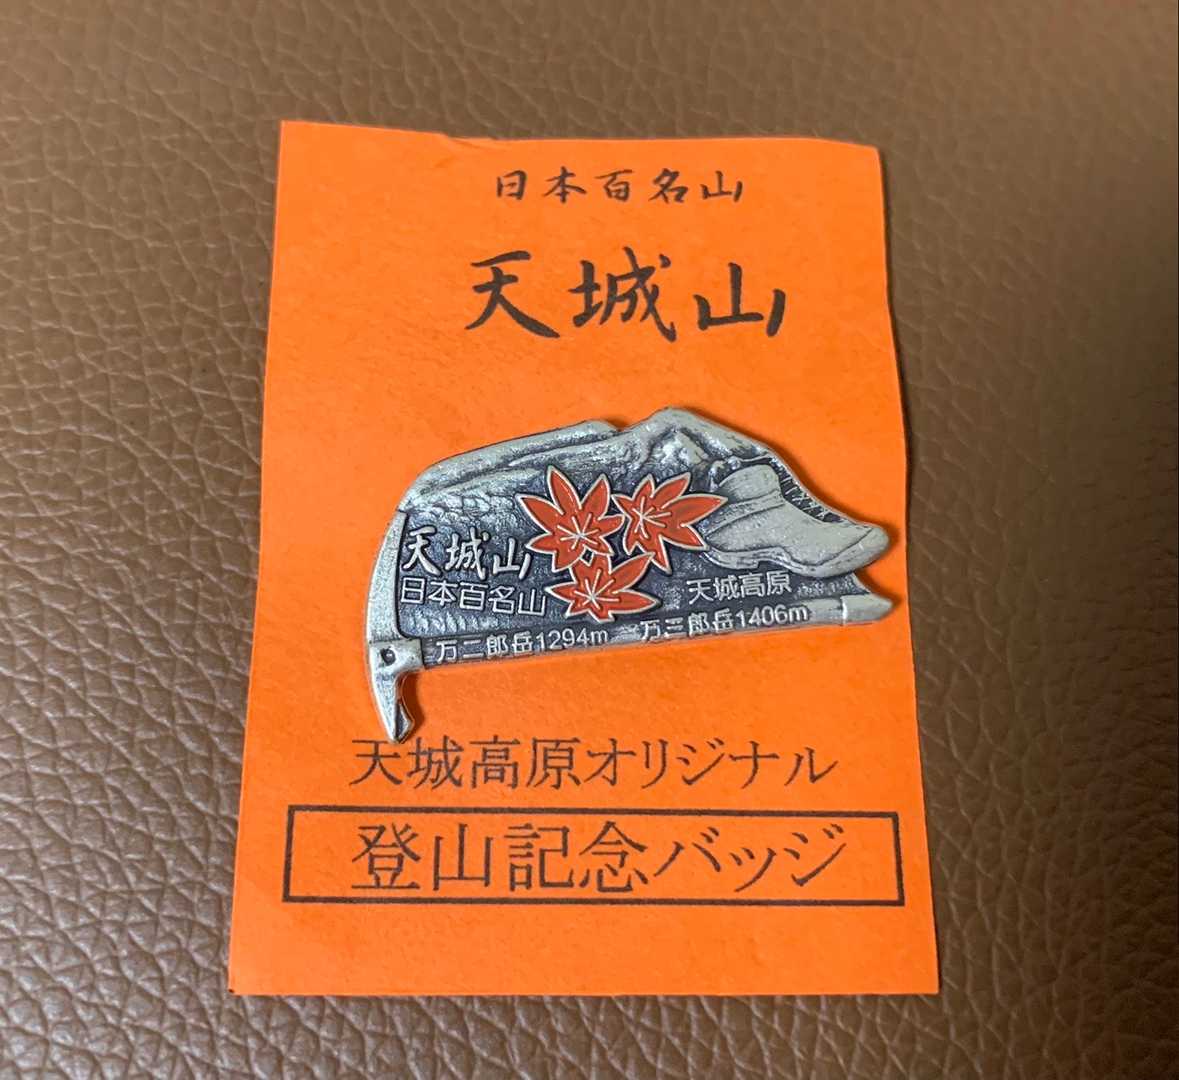 日本百名山
天城山
天城山
日本百名山
天城高原
万二郎岳1294m 万三郎岳1406m
天城高原オリジナル
登山記念バッジ